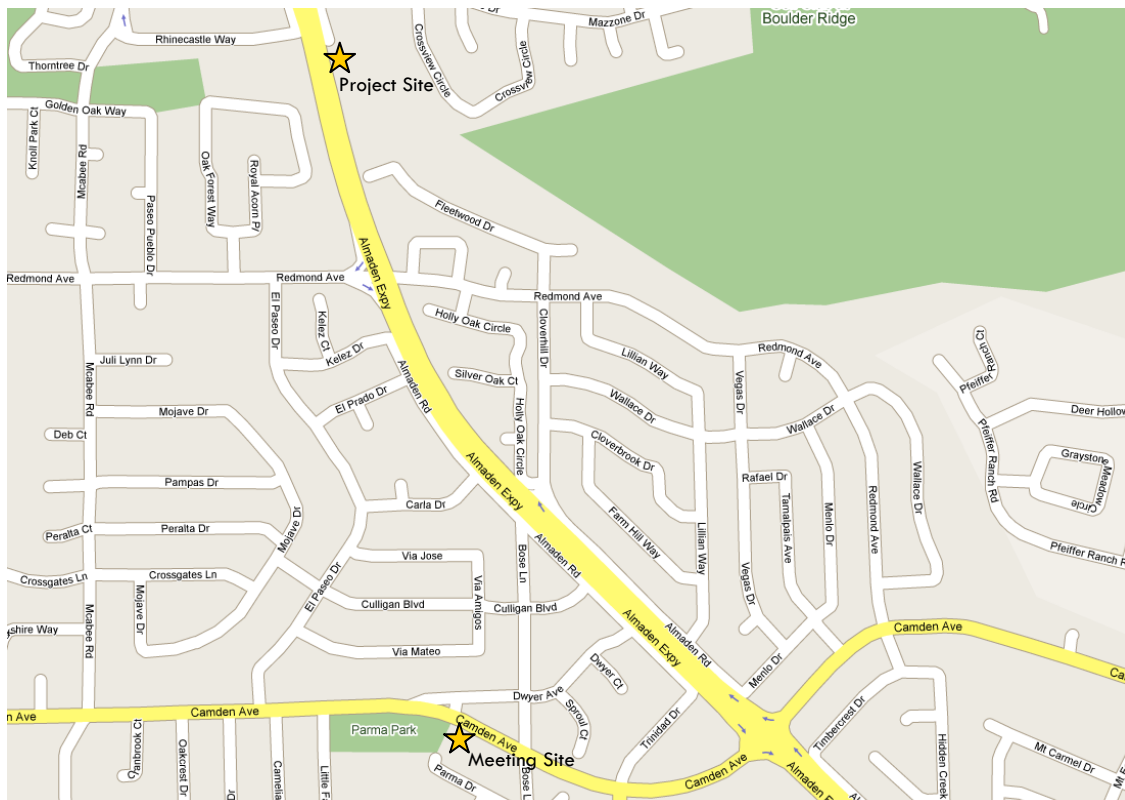 Boulder Ridge
Mazzone Dr
Crossview Circle
Rhinecastle Way
Thorntree Dr
Project Site
Golden Oak Way
Knoll Park Ct
Mcabee Rd
Oak Forest Way
Royal Acorn Pl
Paseo Pueblo Dr
Fleetwood Dr
Almaden Expy
Redmond Ave
Redmond Ave
Redmond Ave
El Paseo Dr
Kelez Ct
Kelez Dr
Holly Oak Circle
Cloverhill Dr
Lillian Way
Redmond Ave
Juli Lynn Dr
Mcabee Rd
Almaden Rd
Silver Oak Ct
El Prado Dr
Holly Oak Circle
Wallace Dr
Vegas Dr
Pfeiffer Ranch Ct
Mojave Dr
Wallace Dr
Deer Hollow
Deb Ct
Cloverbrook Dr
Pfeiffer Ranch Rd
Graystone
Meadow
Circle
Almaden Expy
Pampas Dr
Rafael Dr
Tamalpais Ave
Menlo Dr
Redmond Ave
Wallace Dr
Carla Dr
Mojave Dr
Peralta Ct
Peralta Dr
Farm Hill Way
Lillian Way
Via Jose
Bose Ln
Almaden Rd
Pfeiffer Ranch R
Crossgates Ln
Crossgates Ln
El Paseo Dr
Via Amigos
Vegas Dr
Mojave Dr
Culligan Blvd
Culligan Blvd
shire Way
Mcabee Rd
Via Mateo
Almaden Expy
Almaden Rd
Camden Ave
Menlo Dr
Dwyer Ct
Dwyer Ave
Sproul Ct
Trinidad Dr
Timbercrest Dr
Hidden Creek
n Ave
Camden Ave
Camden Ave
Parma Park
Meeting Site
Oakcrest Dr
Camelia
Little Fa
Parma Dr
Bose L
Camden Ave
Almaden E
Mt Carmel Dr